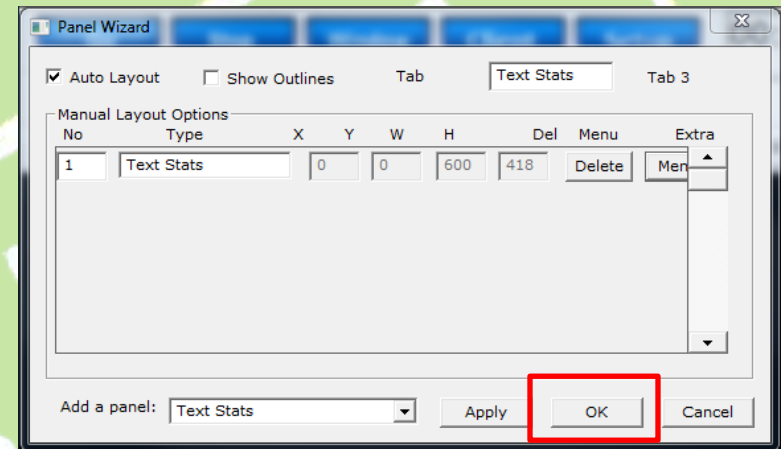 Panel Wizard
Auto Layout Show Outlines Tab Text Stats Tab 3
Manual Layout Options
No Type X Y W H Del Menu Extra
1 Text Stats 0 0 600 418 Delete Men
Add a panel: Text Stats Apply OK Cancel